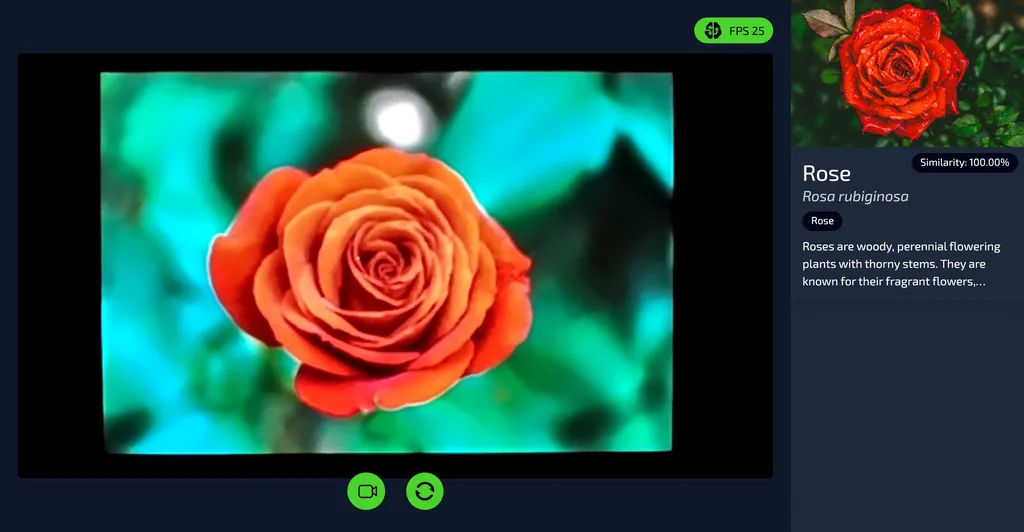 FPS 25
Similarity: 100.00%
Rose
Rosa rubiginosa
Rose
Roses are woody, perennial flowering
plants with thorny stems. They are
known for their fragrant flowers,...